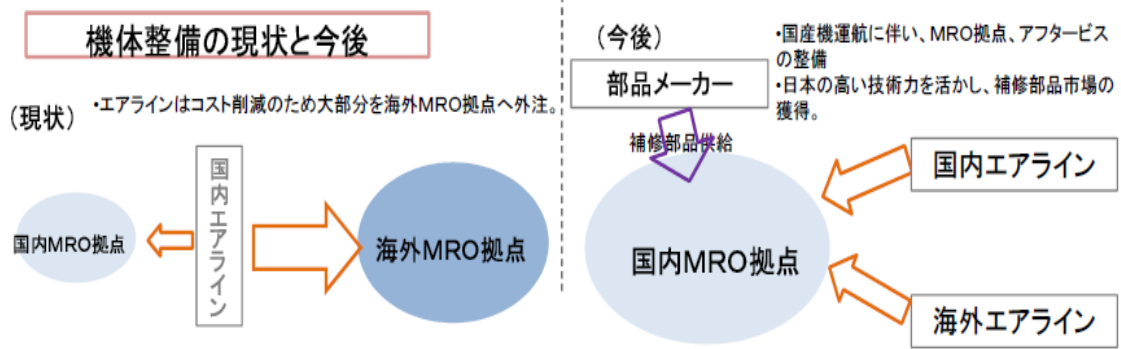 機体整備の現状と今後
(現状)
・エアラインはコスト削減のため大部分を海外MRO拠点へ外注。
国内エアライン
国内MRO拠点
海外MRO拠点
(今後)
・国産機運航に伴い、MRO拠点、アフタービス
の整備
・日本の高い技術力を活かし、補修部品市場の
獲得。
部品メーカー
補修部品供給
国内エアライン
国内MRO拠点
海外エアライン